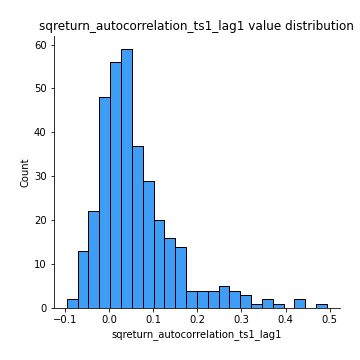 sqreturn_autocorrelation_ts1_lag1 value distribution
60
50
40
30
20
10
0
Count
−0.1 0.0 0.1 0.2 0.3 0.4 0.5
sqreturn_autocorrelation_ts1_lag1